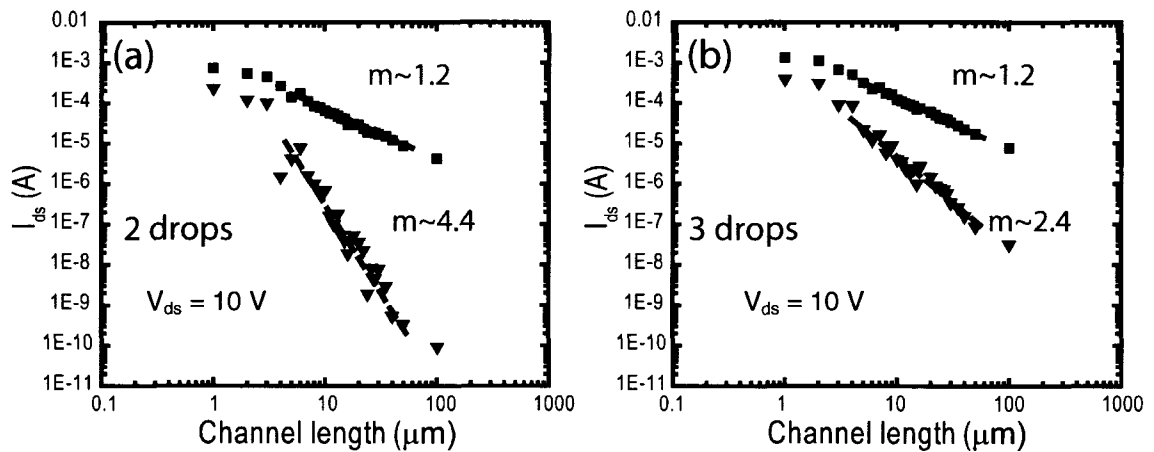 (a)
0.01
1E-3
1E-4
1E-5
1E-6
1E-7
1E-8
1E-9
1E-10
1E-11
I_ds (A)
m~1.2
m~4.4
2 drops
V_ds = 10 V
0.1
1
10
100
1000
Channel length (μm)
(b)
0.01
1E-3
1E-4
1E-5
1E-6
1E-7
1E-8
1E-9
1E-10
1E-11
I_ds (A)
m~1.2
m~2.4
3 drops
V_ds = 10 V
0.1
1
10
100
1000
Channel length (μm)